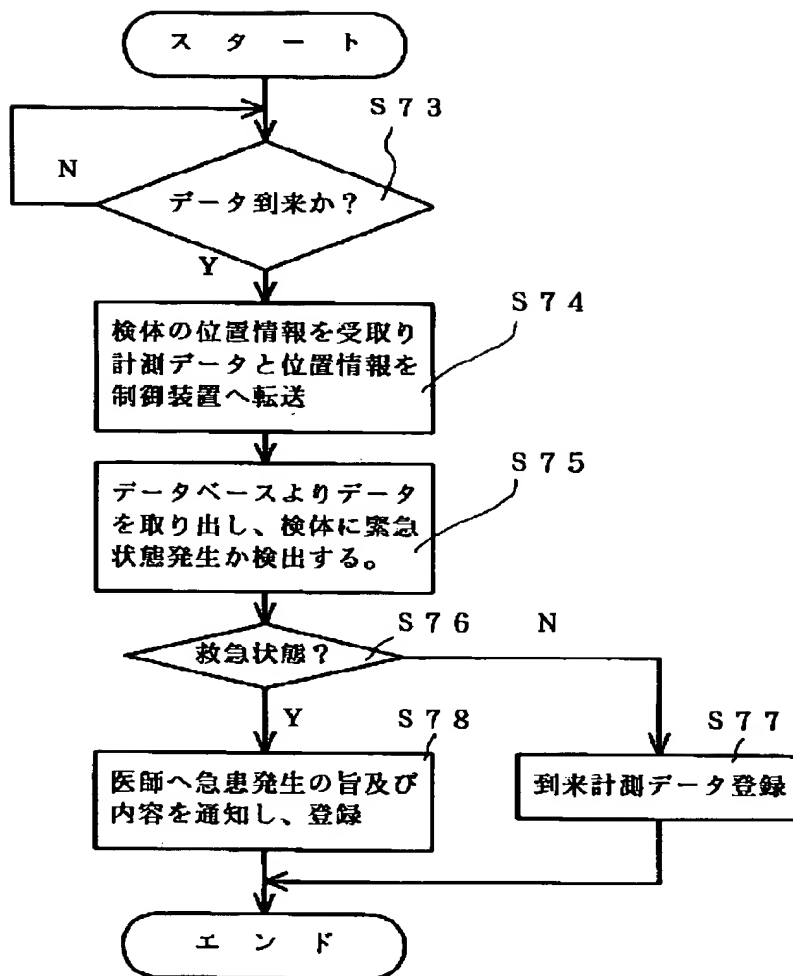 スタート
S73
N
データ到来か?
Y
S74
検体の位置情報を受取り
計測データと位置情報を
制御装置へ転送
S75
データベースよりデータ
を取り出し、検体に緊急
状態発生か検出する。
S76 N
救急状態?
Y
S78
S77
医師へ急患発生の旨及び
内容を通知し、登録
到来計測データ登録
エンド